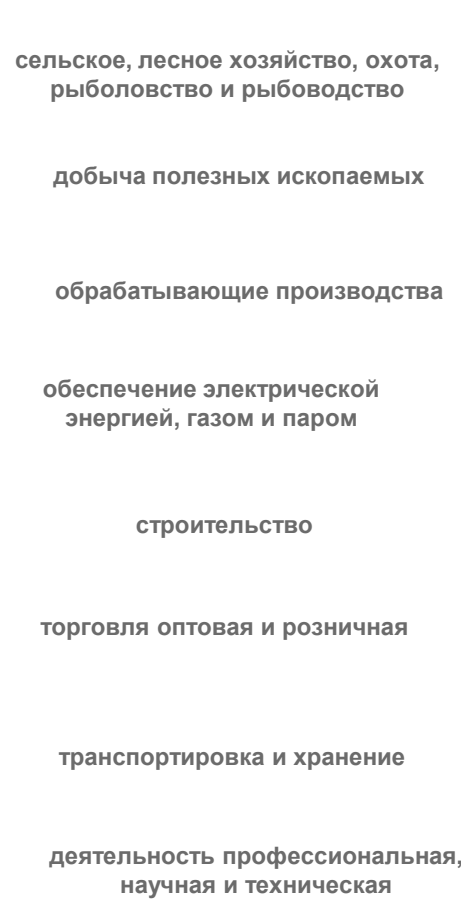 сельское, лесное хозяйство, охота,
рыболовство и рыбоводство
добыча полезных ископаемых
обрабатывающие производства
обеспечение электрической
энергией, газом и паром
строительство
торговля оптовая и розничная
транспортировка и хранение
деятельность профессиональная,
научная и техническая